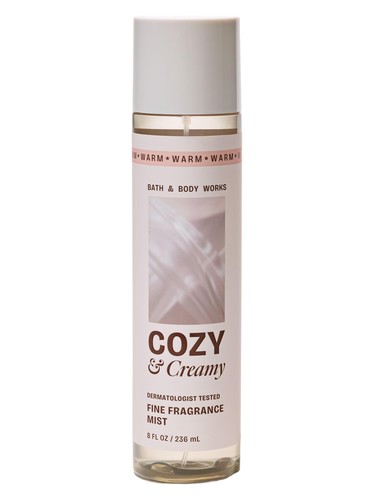 WARM ★ WARM ★ WARM
BATH & BODY WORKS
COZY
& Creamy
DERMATOLOGIST TESTED
FINE FRAGRANCE
MIST
8 FL OZ / 236 mL